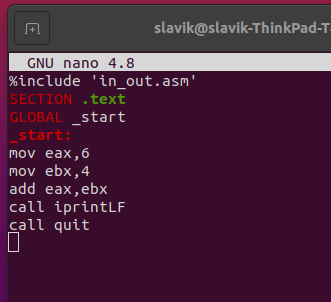 slavik@slavik-ThinkPad-T
GNU nano 4.8
%include 'in_out.asm'
SECTION .text
GLOBAL _start
_start:
mov eax,6
mov ebx,4
add eax,ebx
call iprintLF
call quit